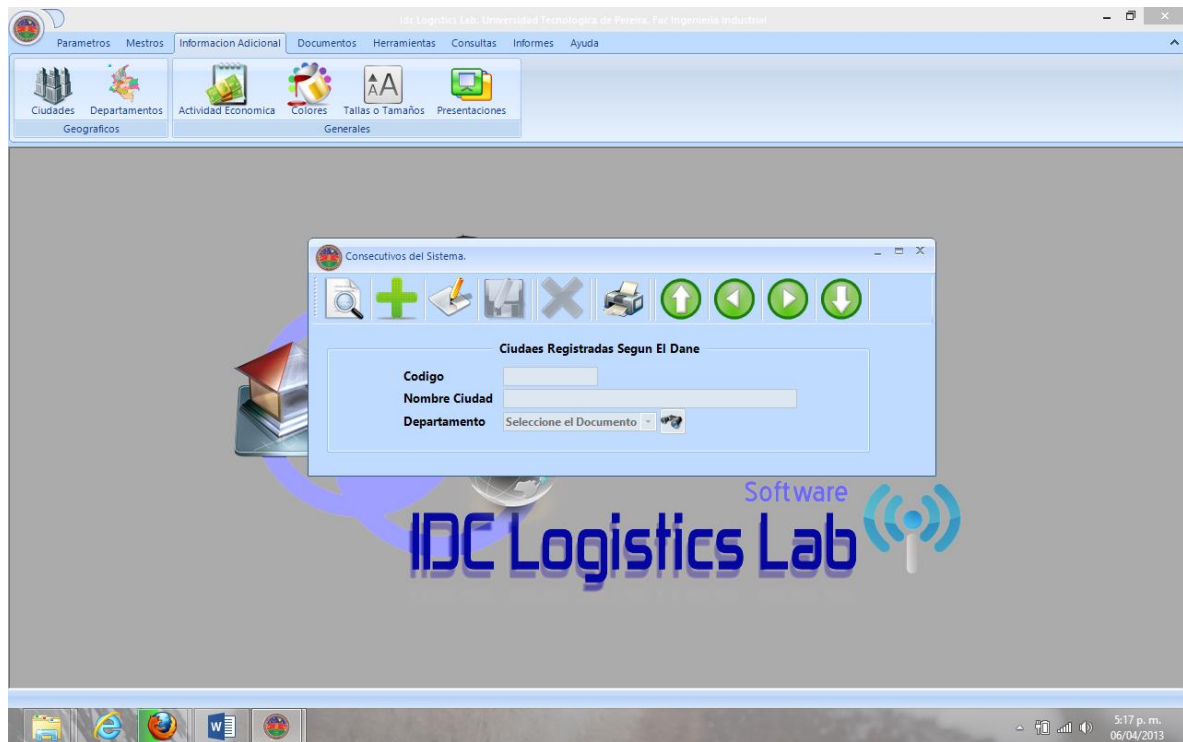 Idc Logistics Lab. Universidad Tecnologica de Pereira. Fac Ingenieria Industrial
Parametros Mestros Informacion Adicional Documentos Herramientas Consultas Informes Ayuda
Ciudades Departamentos Actividad Economica Colores Tallas o Tamaños Presentaciones
Geograficos Generales
Consecutivos del Sistema.
Ciudaes Registradas Segun El Dane
Codigo
Nombre Ciudad
Departamento Seleccione el Documento
Software
IDC Logistics Lab
5:17 p. m.
06/04/2013